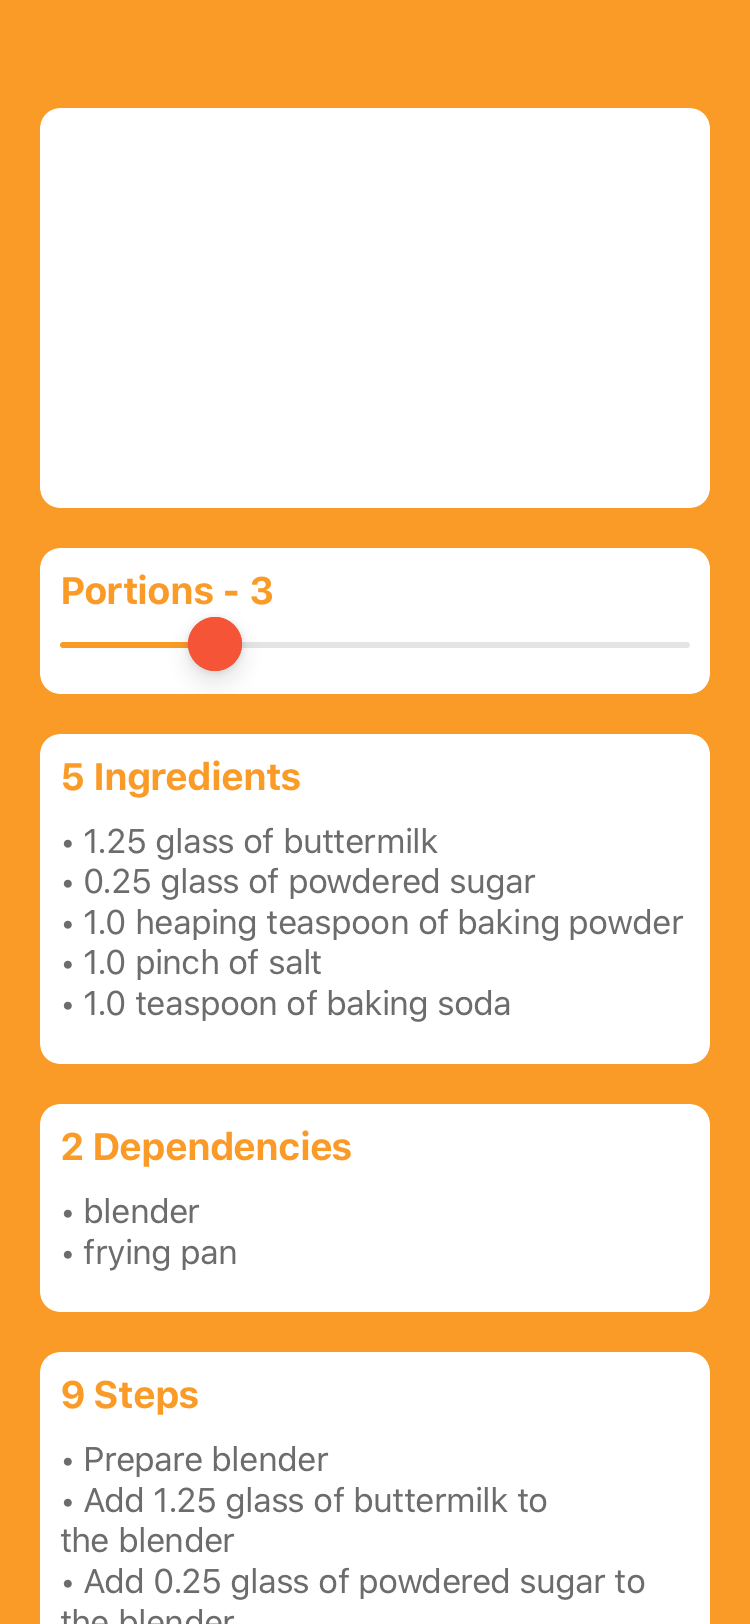 Portions - 3
5 Ingredients
• 1.25 glass of buttermilk
• 0.25 glass of powdered sugar
• 1.0 heaping teaspoon of baking powder
• 1.0 pinch of salt
• 1.0 teaspoon of baking soda
2 Dependencies
• blender
• frying pan
9 Steps
• Prepare blender
• Add 1.25 glass of buttermilk to
the blender
• Add 0.25 glass of powdered sugar to
the blender